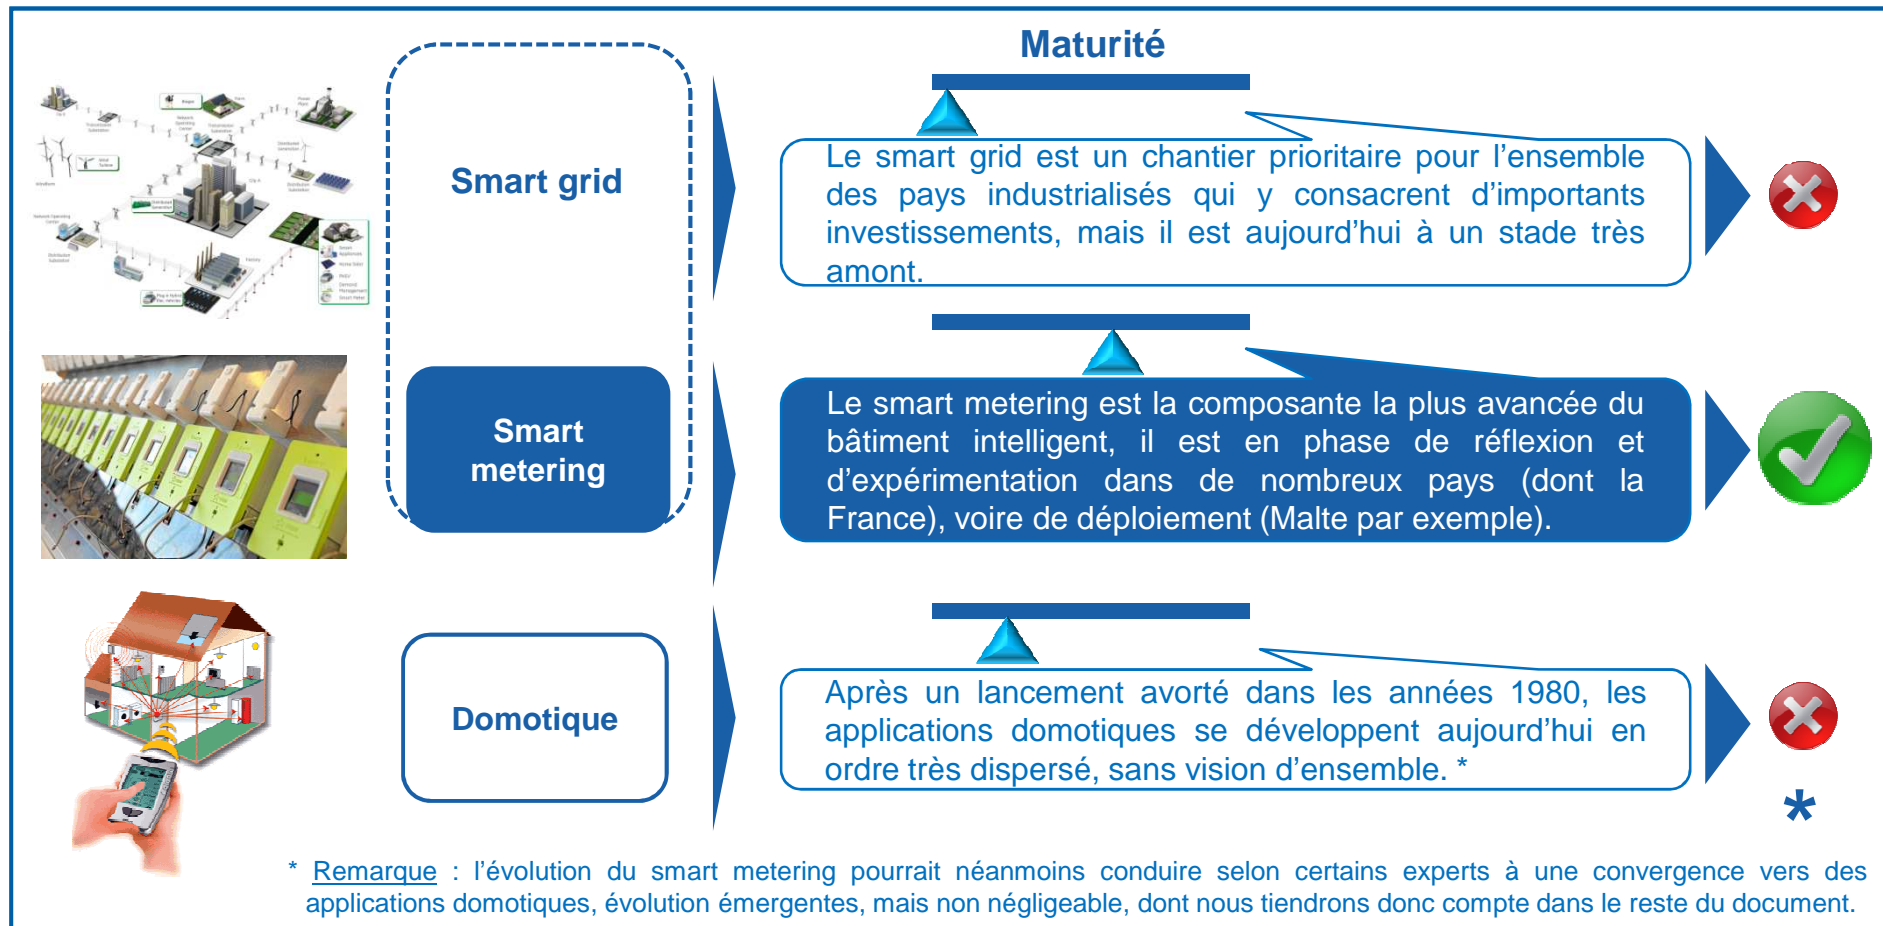 Maturité
Smart grid
Le smart grid est un chantier prioritaire pour l’ensemble
des pays industrialisés qui y consacrent d’importants
investissements, mais il est aujourd’hui à un stade très
amont.
Smart
metering
Le smart metering est la composante la plus avancée du
bâtiment intelligent, il est en phase de réflexion et
d’expérimentation dans de nombreux pays (dont la
France), voire de déploiement (Malte par exemple).
Domotique
Après un lancement avorté dans les années 1980, les
applications domotiques se développent aujourd’hui en
ordre très dispersé, sans vision d’ensemble. *
*
* Remarque : l’évolution du smart metering pourrait néanmoins conduire selon certains experts à une convergence vers des
applications domotiques, évolution émergentes, mais non négligeable, dont nous tiendrons donc compte dans le reste du document.